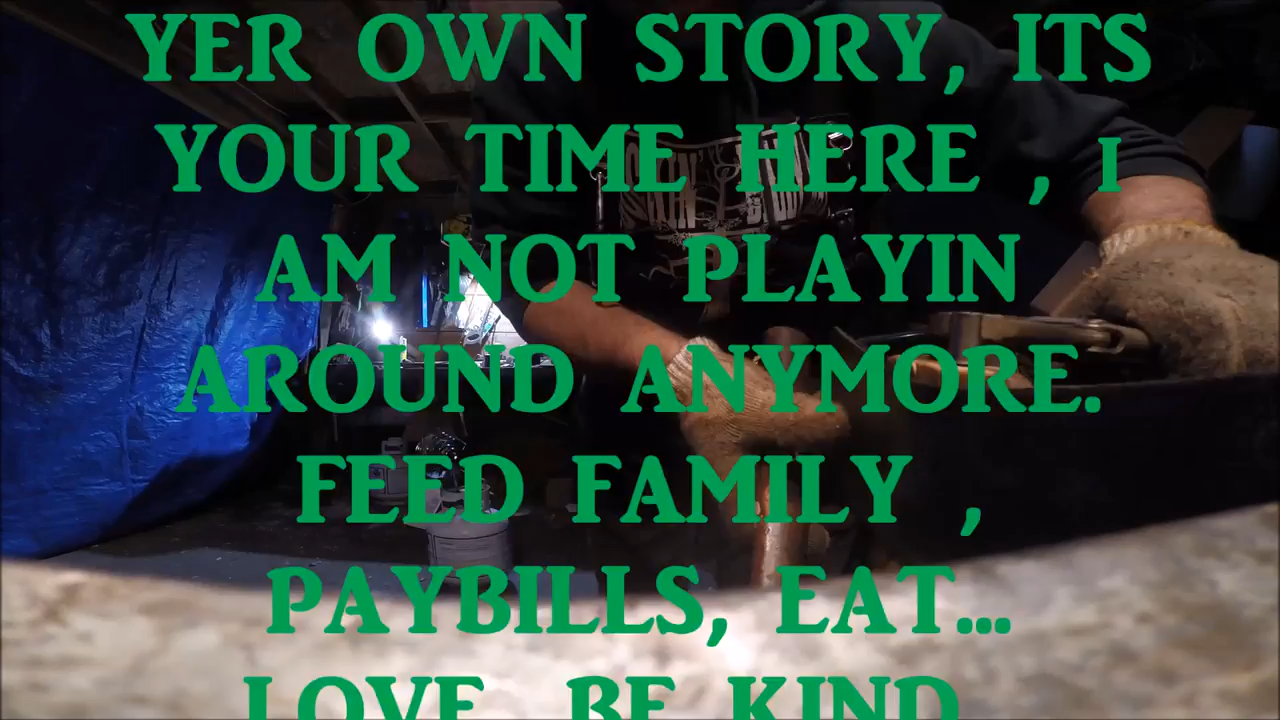 YER OWN STORY, ITS
YOUR TIME HERE , I
AM NOT PLAYIN
AROUND ANYMORE.
FEED FAMILY ,
PAYBILLS, EAT...
LOVE, BE KIND